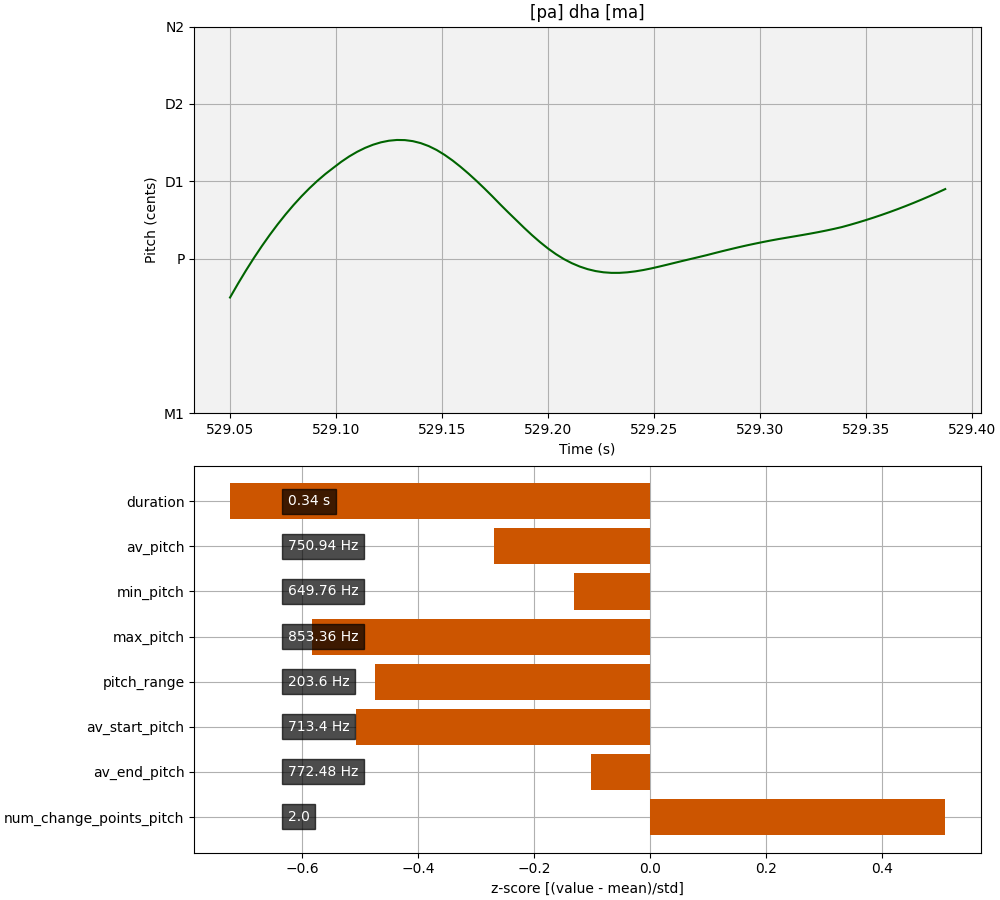 [pa] dha [ma]
N2
D2
D1
P
M1
Pitch (cents)
529.05 529.10 529.15 529.20 529.25 529.30 529.35 529.40
Time (s)
duration 0.34 s
av_pitch 750.94 Hz
min_pitch 649.76 Hz
max_pitch 853.36 Hz
pitch_range 203.6 Hz
av_start_pitch 713.4 Hz
av_end_pitch 772.48 Hz
num_change_points_pitch 2.0
−0.6 −0.4 −0.2 0.0 0.2 0.4
z-score [(value - mean)/std]